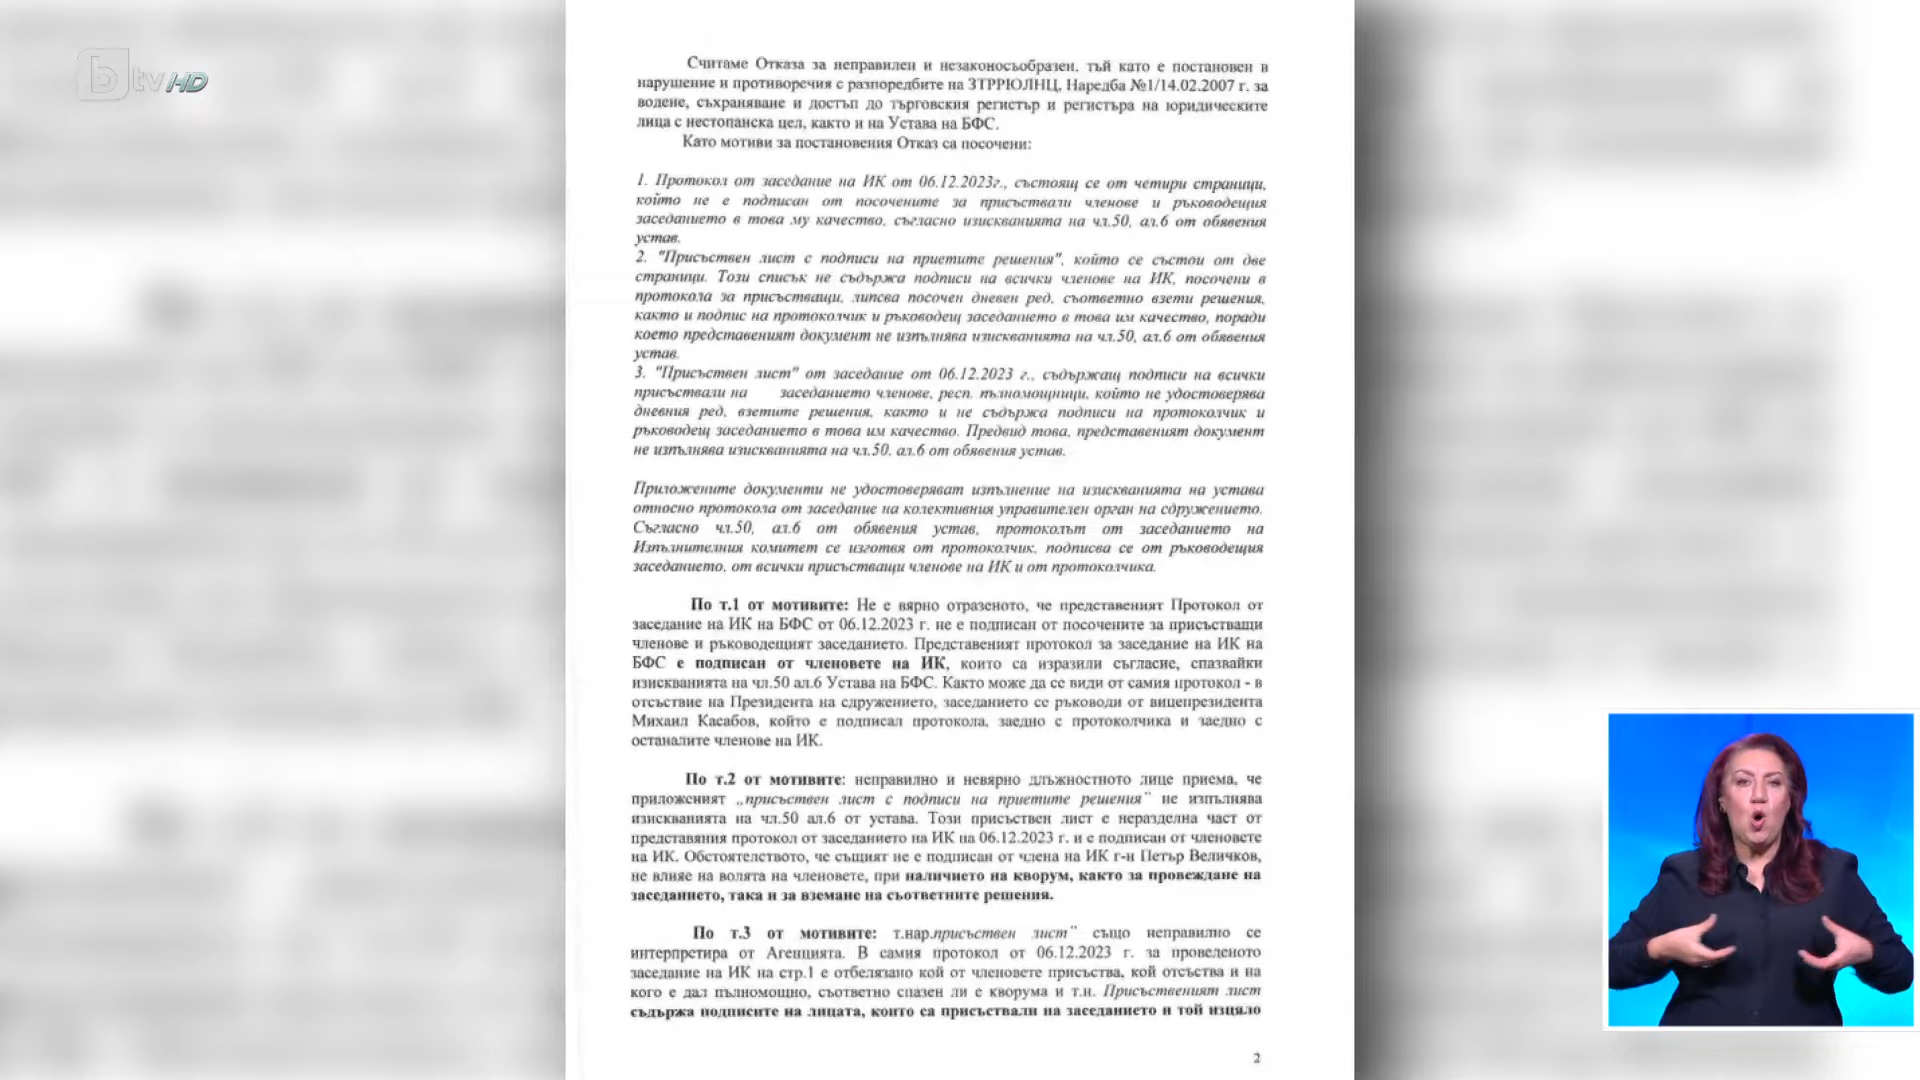 btv HD
Считаме Отказа за неправилен и незаконосъобразен, тъй като е постановен в
нарушение и противоречия с разпоредбите на ЗТРРЮЛНЦ, Наредба №1/14.02.2007 г. за
водене, съхраняване и достъп до търговския регистър и регистъра на юридическите
лица с нестопанска цел, както и на Устава на БФС.
Като мотиви за постановения Отказ са посочени:
1. Протокол от заседание на ИК от 06.12.2023г., състоящ се от четири страници,
който не е подписан от посочените за присъствали членове и ръководещия
заседанието в това му качество, съгласно изискванията на чл.50, ал.6 от обявения
устав.
2. "Присъствен лист с подписи на приетите решения", който се състои от две
страници. Този списък не съдържа подписи на всички членове на ИК, посочени в
протокола за присъстващи, липсва посочен дневен ред, съответно взети решения,
както и подпис на протоколчик и ръководещ заседанието в това им качество, поради
което представеният документ не изпълнява изискванията на чл.50, ал.6 от обявения
устав.
3. "Присъствен лист" от заседание от 06.12.2023 г., съдържащ подписи на всички
присъствали на заседанието членове, респ. пълномощници, който не удостоверява
дневния ред, взетите решения, както и не съдържа подписи на протоколчик и
ръководещ заседанието в това им качество. Предвид това, представеният документ
не изпълнява изискванията на чл.50, ал.6 от обявения устав.
Приложените документи не удостоверяват изпълнение на изискванията на устава
относно протокола от заседание на колективния управителен орган на сдружението.
Съгласно чл.50, ал.6 от обявения устав, протоколът от заседанието на
Изпълнителния комитет се изготвя от протоколчик, подписва се от ръководещия
заседанието, от всички присъстващи членове на ИК и от протоколчика.
По т.1 от мотивите: Не е вярно отразеното, че представеният Протокол от
заседание на ИК на БФС от 06.12.2023 г. не е подписан от посочените за присъстващи
членове и ръководещият заседанието. Представеният протокол за заседание на ИК на
БФС е подписан от членовете на ИК, които са изразили съгласие, спазвайки
изискванията на чл.50 ал.6 Устава на БФС. Както може да се види от самия протокол - в
отсъствие на Президента на сдружението, заседанието се ръководи от вицепрезидента
Михаил Касабов, който е подписал протокола, заедно с протоколчика и заедно с
останалите членове на ИК.
По т.2 от мотивите: неправилно и невярно длъжностното лице приема, че
приложеният „присъствен лист с подписи на приетите решения" не изпълнява
изискванията на чл.50 ал.6 от устава. Този присъствен лист е неразделна част от
представяния протокол от заседанието на ИК на 06.12.2023 г. и е подписан от членовете
на ИК. Обстоятелството, че същият не е подписан от члена на ИК г-н Петър Величков,
не влияе на волята на членовете, при наличието на кворум, както за провеждане на
заседанието, така и за вземане на съответните решения.
По т.3 от мотивите: т.нар.присъствен лист" също неправилно се
интерпретира от Агенцията. В самия протокол от 06.12.2023 г. за проведеното
заседание на ИК на стр.1 е отбелязано кой от членовете присъства, кой отсъства и на
кого е дал пълномощно, съответно спазен ли е кворума и т.н. Присъственият лист
съдържа подписите на лицата, които са присъствали на заседанието и той изцяло
2